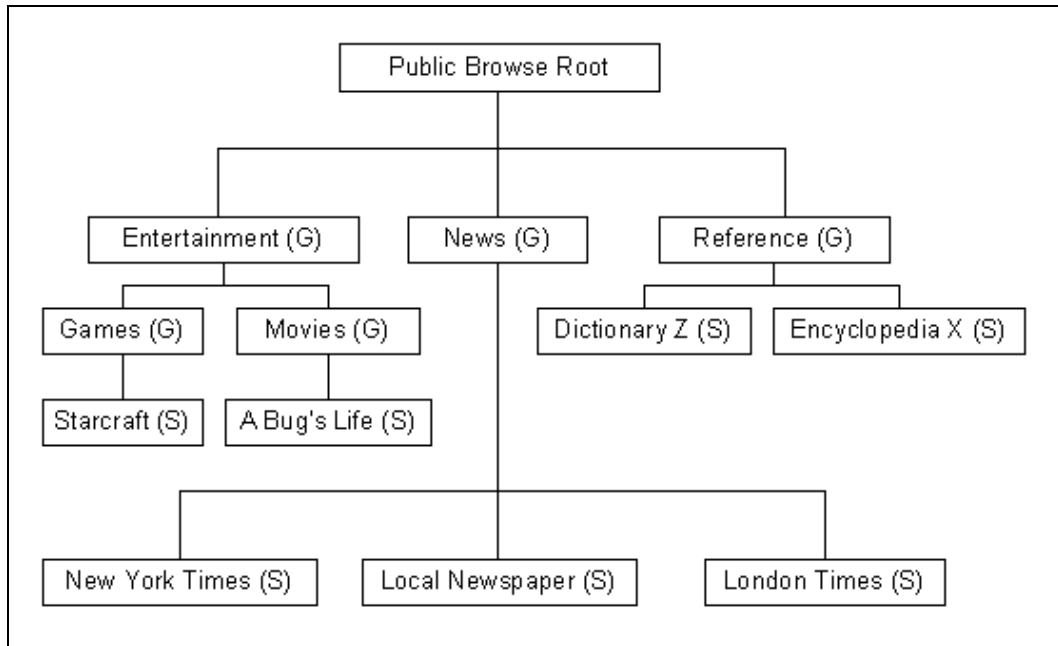 Public Browse Root
Entertainment (G)
News (G)
Reference (G)
Games (G)
Movies (G)
Dictionary Z (S)
Encyclopedia X (S)
Starcraft (S)
A Bug's Life (S)
New York Times (S)
Local Newspaper (S)
London Times (S)